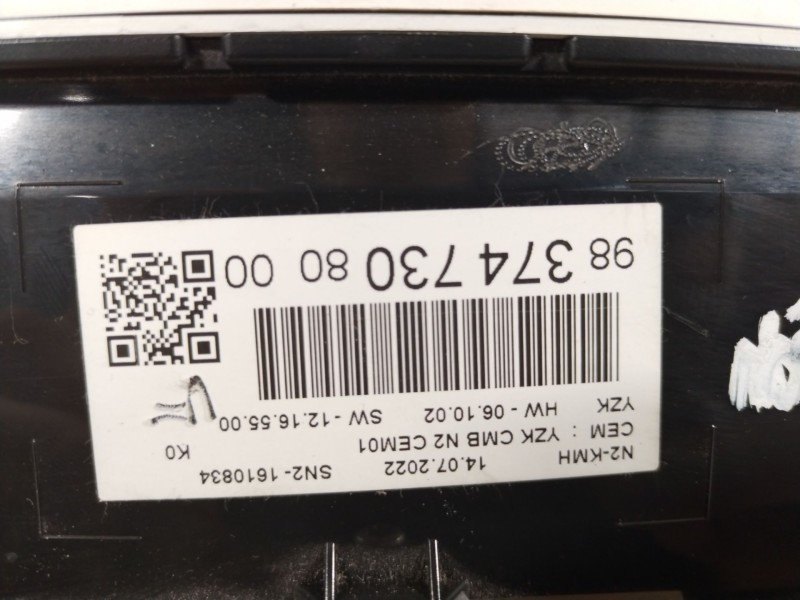 N2-KMH 14.07.2022 SN2-1610834
CEM : YZK CMB N2 CEM01 K0
YZK HW - 06.10.02 SW -12.16.55.00
98 374 730 80 00